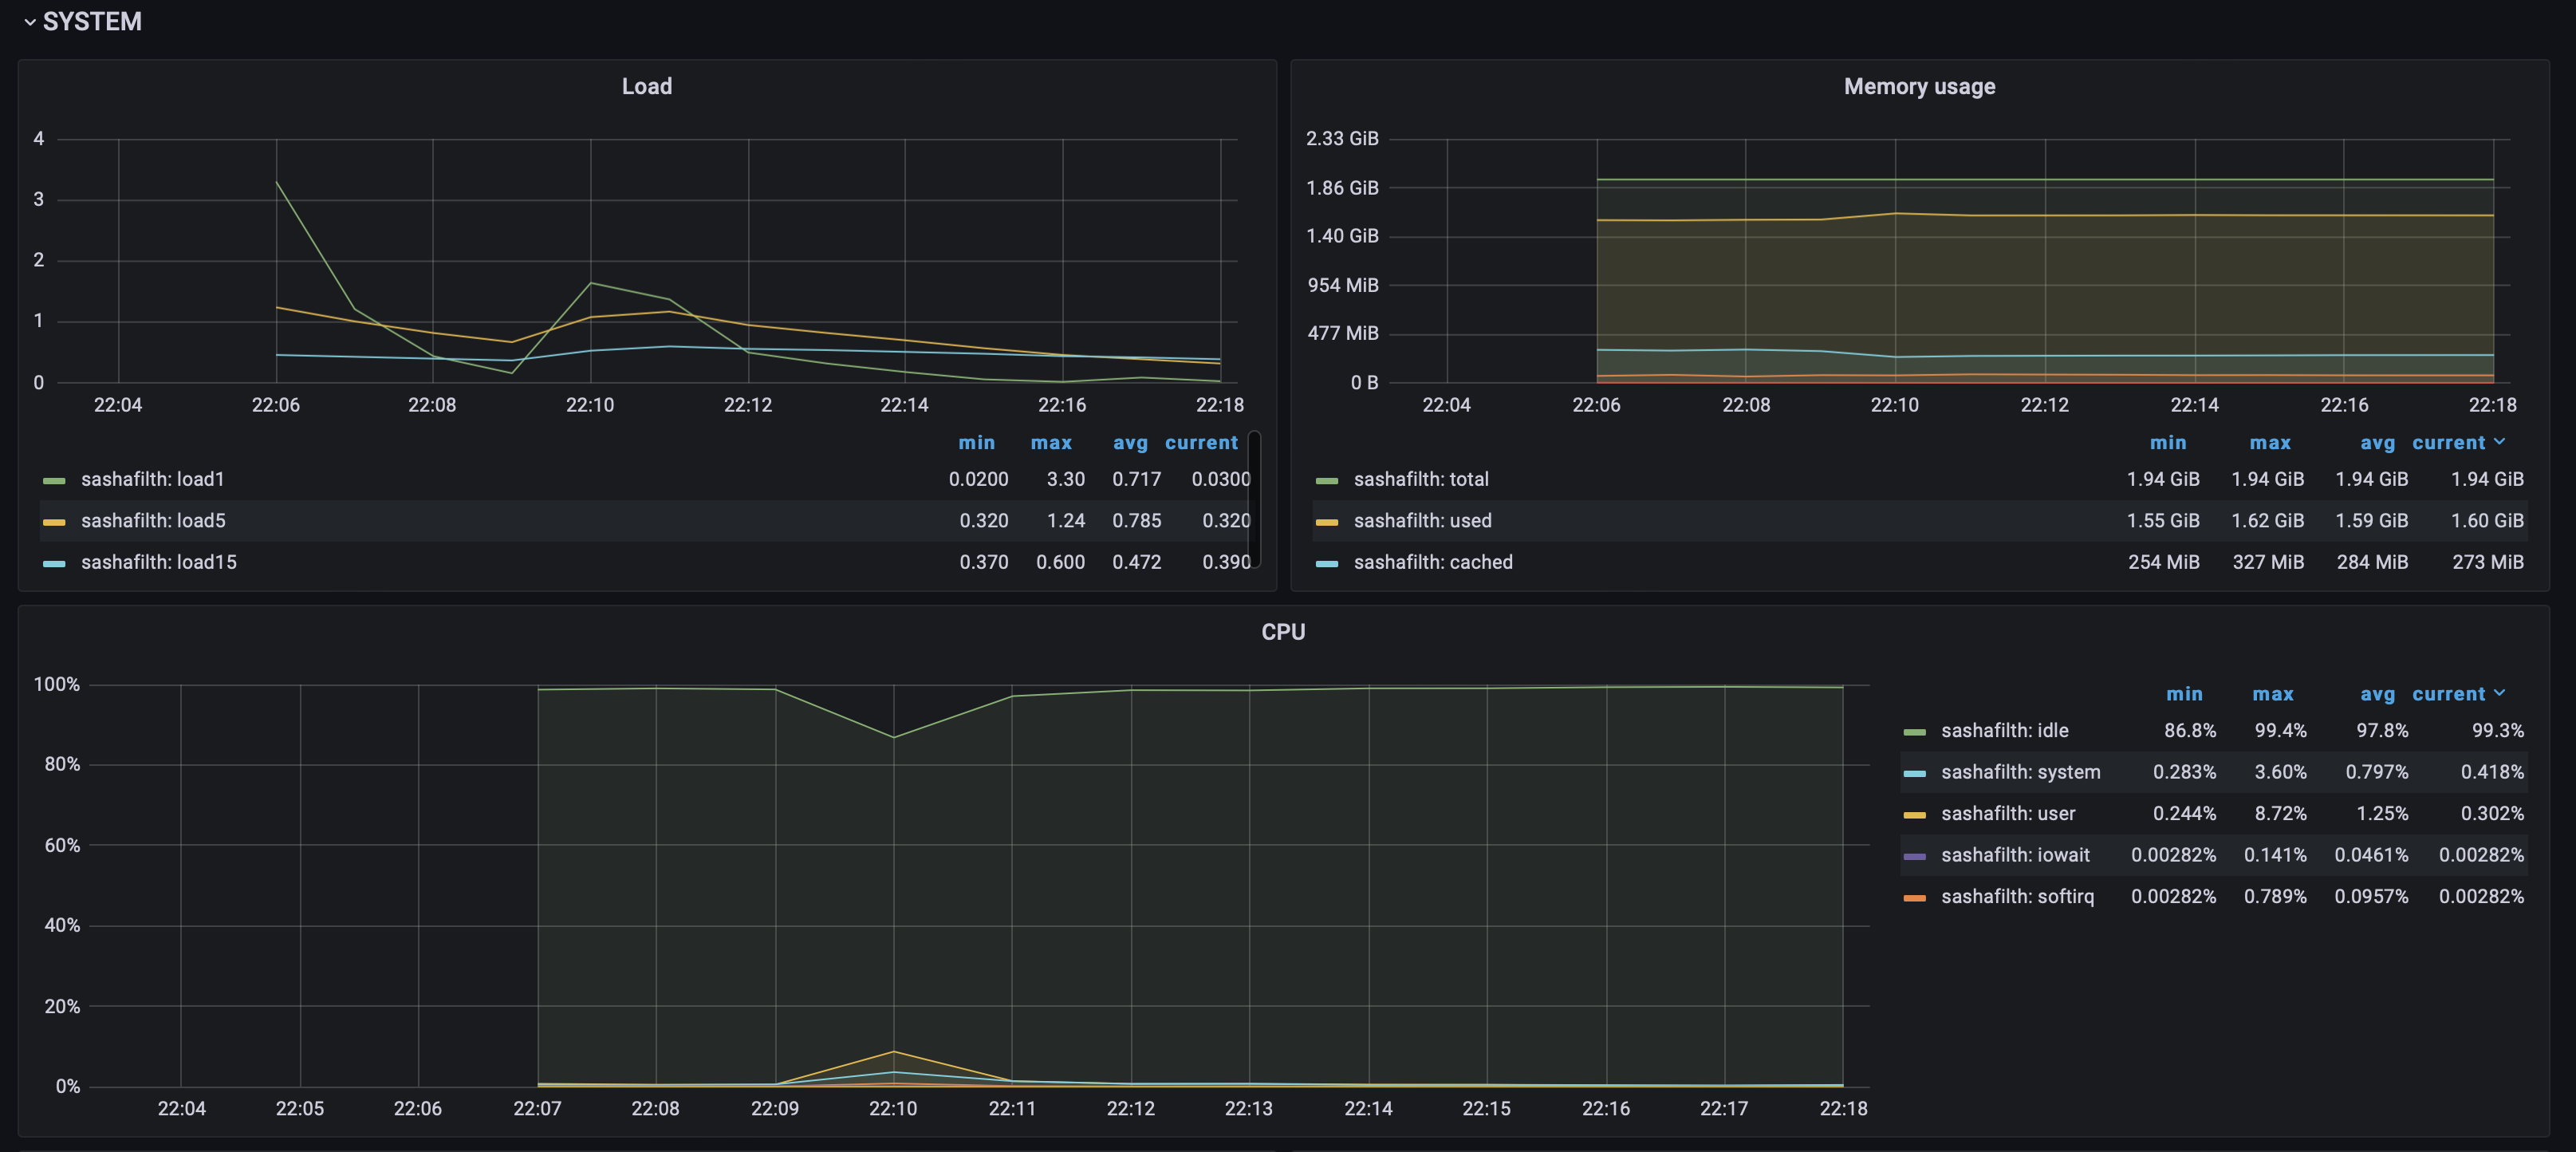 SYSTEM
Load
4
3
2
1
0
22:04 22:06 22:08 22:10 22:12 22:14 22:16 22:18
min max avg current
sashafilth: load1 0.0200 3.30 0.717 0.0300
sashafilth: load5 0.320 1.24 0.785 0.320
sashafilth: load15 0.370 0.600 0.472 0.390
Memory usage
2.33 GiB
1.86 GiB
1.40 GiB
954 MiB
477 MiB
0 B
22:04 22:06 22:08 22:10 22:12 22:14 22:16 22:18
min max avg current
sashafilth: total 1.94 GiB 1.94 GiB 1.94 GiB 1.94 GiB
sashafilth: used 1.55 GiB 1.62 GiB 1.59 GiB 1.60 GiB
sashafilth: cached 254 MiB 327 MiB 284 MiB 273 MiB
CPU
100%
80%
60%
40%
20%
0%
22:04 22:05 22:06 22:07 22:08 22:09 22:10 22:11 22:12 22:13 22:14 22:15 22:16 22:17 22:18
min max avg current
sashafilth: idle 86.8% 99.4% 97.8% 99.3%
sashafilth: system 0.283% 3.60% 0.797% 0.418%
sashafilth: user 0.244% 8.72% 1.25% 0.302%
sashafilth: iowait 0.00282% 0.141% 0.0461% 0.00282%
sashafilth: softirq 0.00282% 0.789% 0.0957% 0.00282%